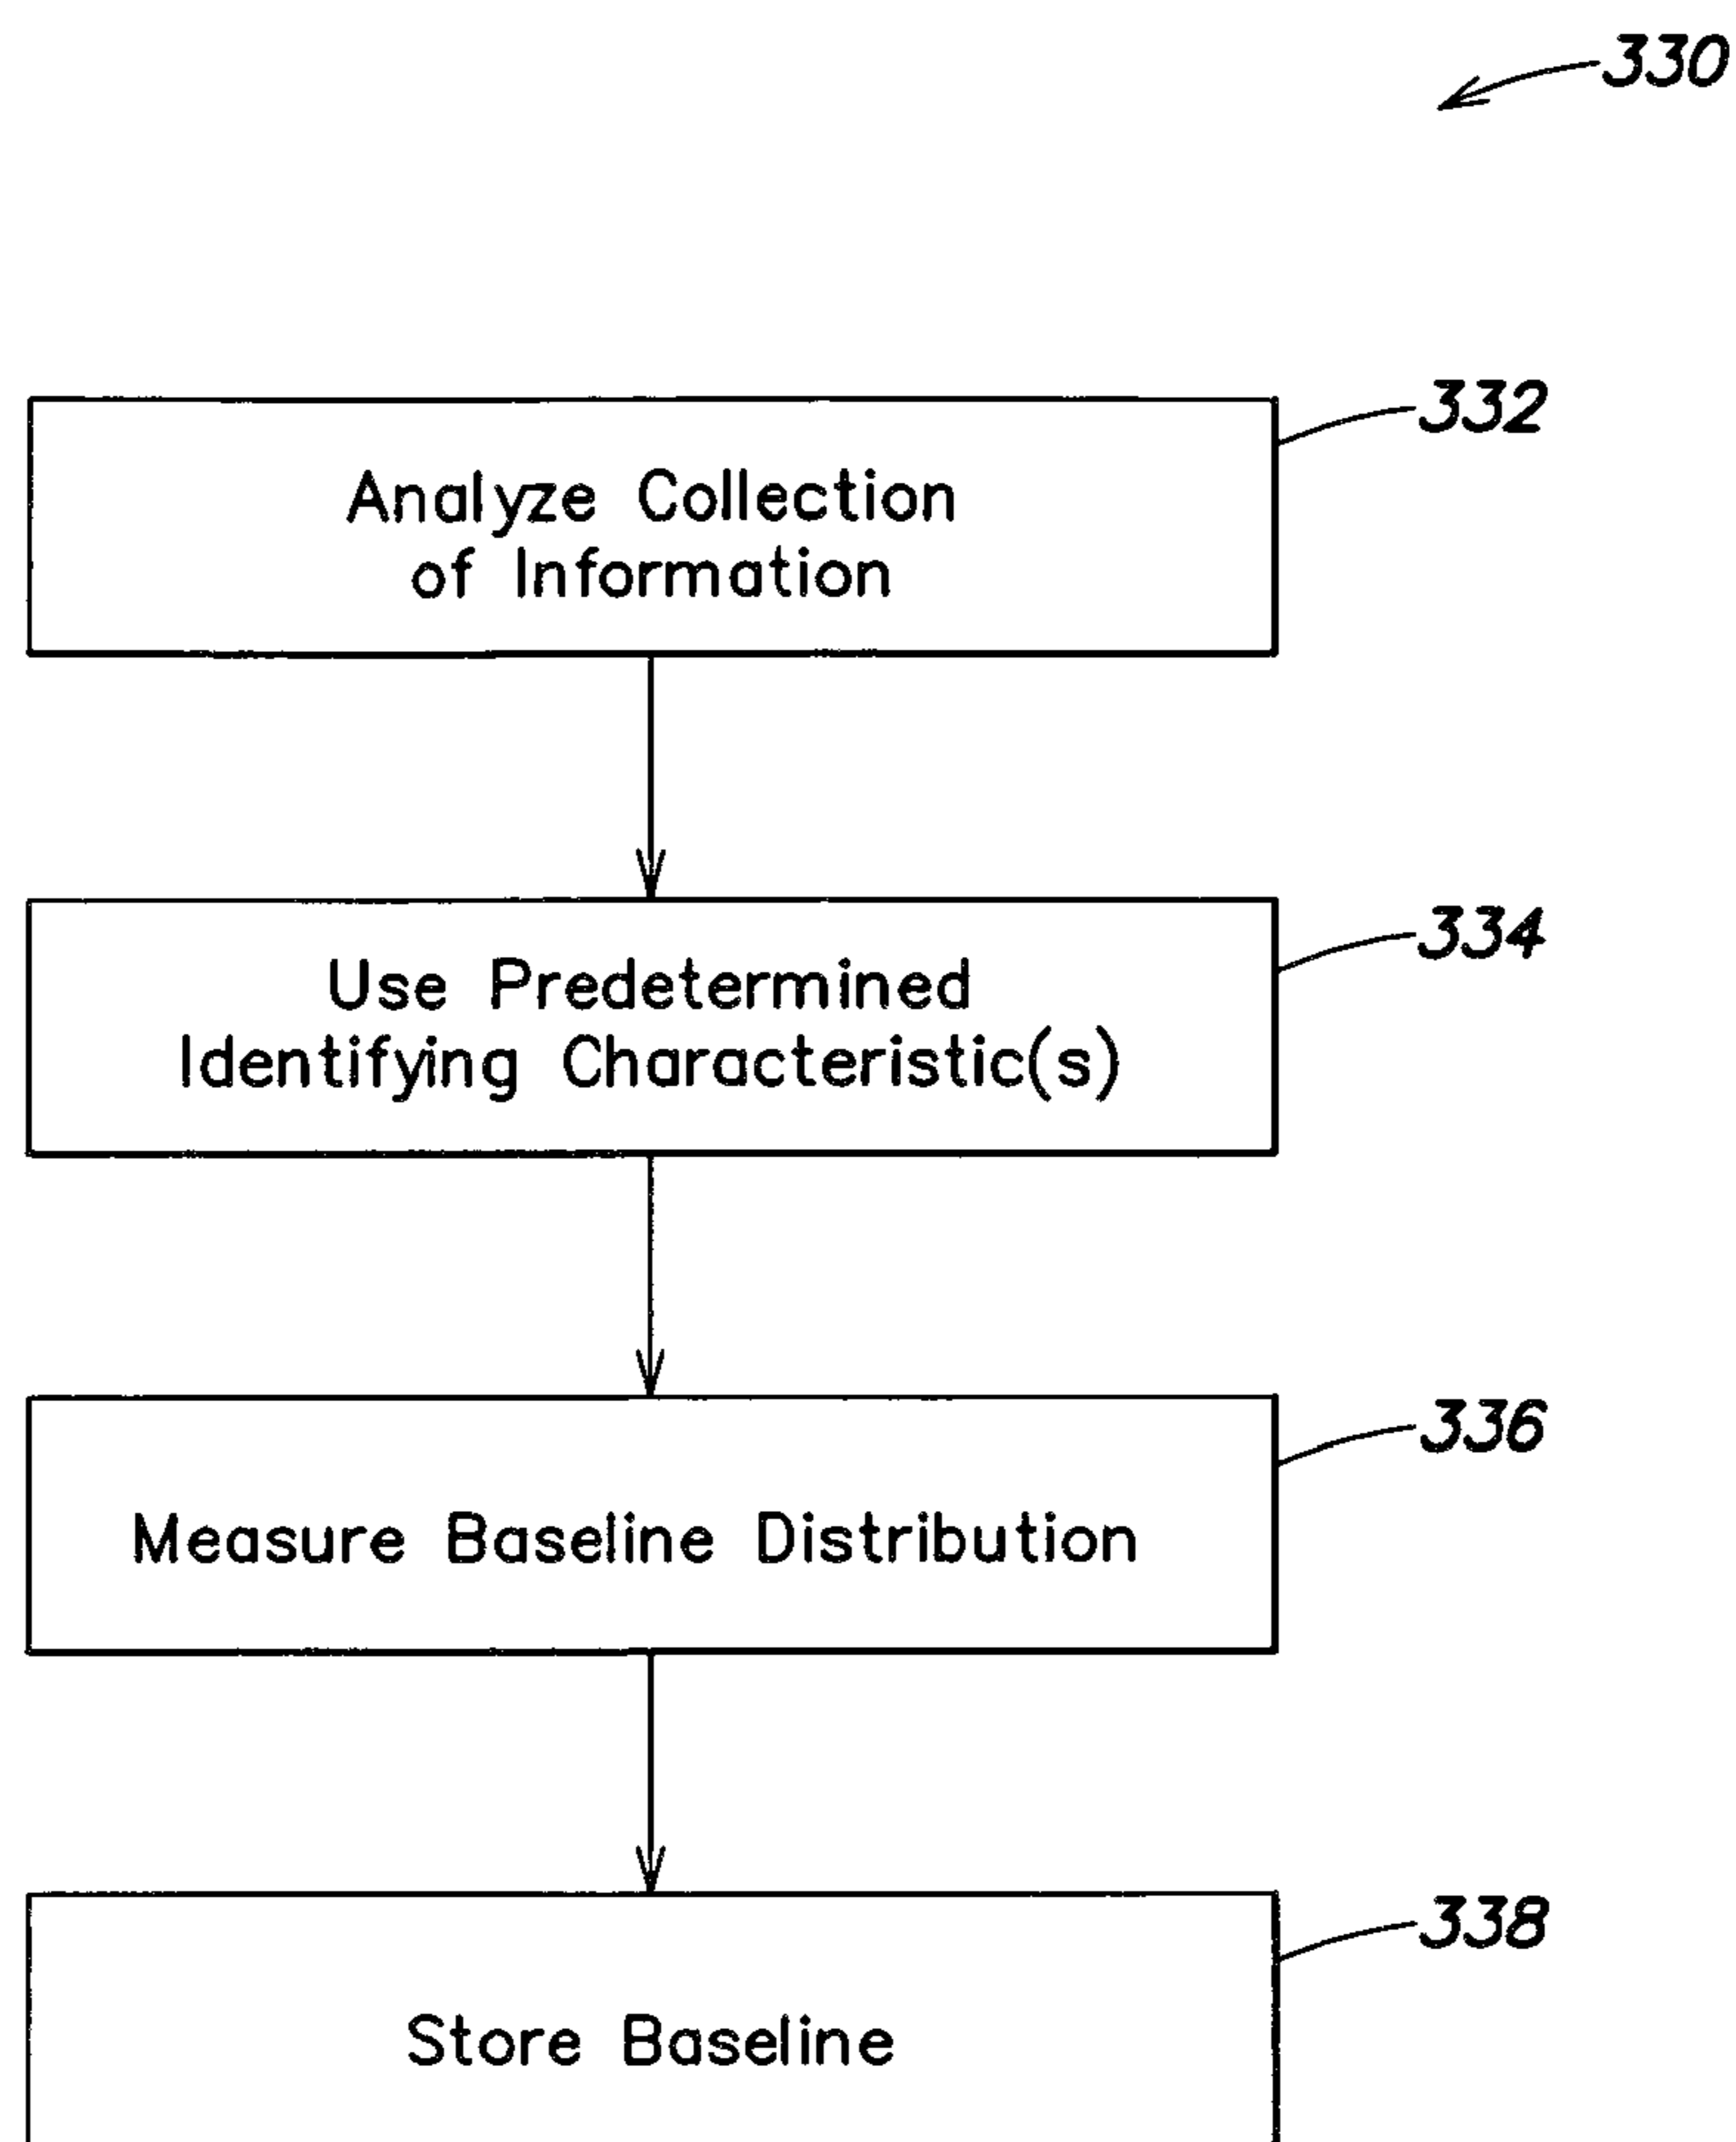 330
332
Analyze Collection
of Information
334
Use Predetermined
Identifying Characteristic(s)
336
Measure Baseline Distribution
338
Store Baseline